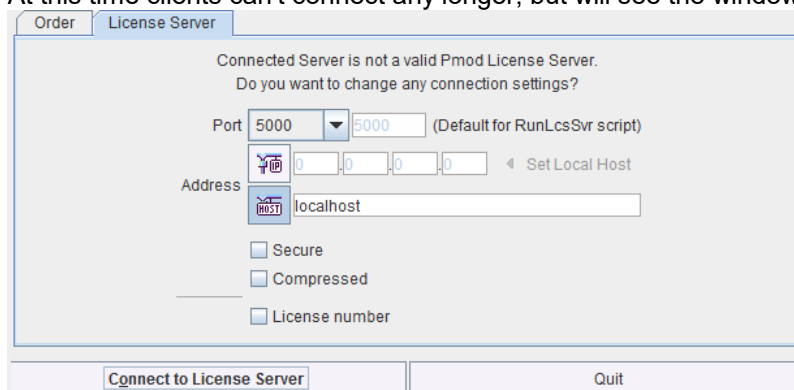 At this time clients can't connect any longer, but will see the window
Order License Server
Connected Server is not a valid Pmod License Server.
Do you want to change any connection settings?
Port 5000 5000 (Default for RunLcsSvr script)
IP 0 .0 .0 .0 Set Local Host
Address
HOST localhost
Secure
Compressed
License number
Connect to License Server Quit